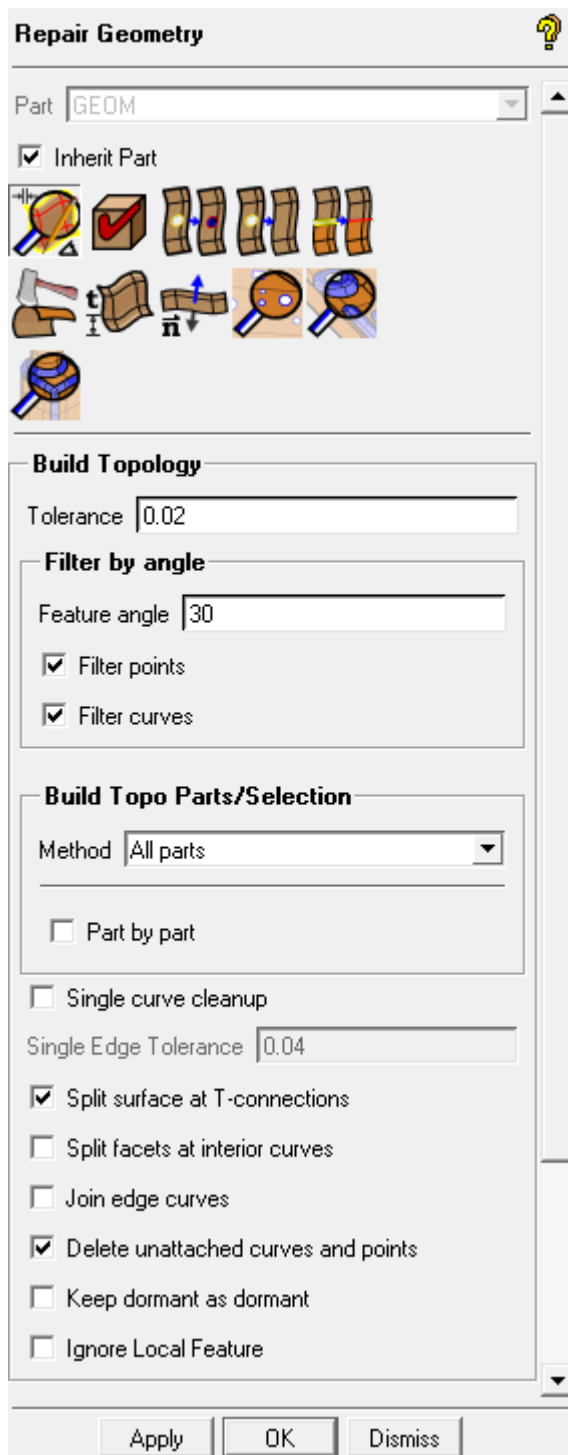 Repair Geometry
Part GEOM
Inherit Part
t
n
Build Topology
Tolerance 0.02
Filter by angle
Feature angle 30
Filter points
Filter curves
Build Topo Parts/Selection
Method All parts
Part by part
Single curve cleanup
Single Edge Tolerance 0.04
Split surface at T-connections
Split facets at interior curves
Join edge curves
Delete unattached curves and points
Keep dormant as dormant
Ignore Local Feature
Apply OK Dismiss